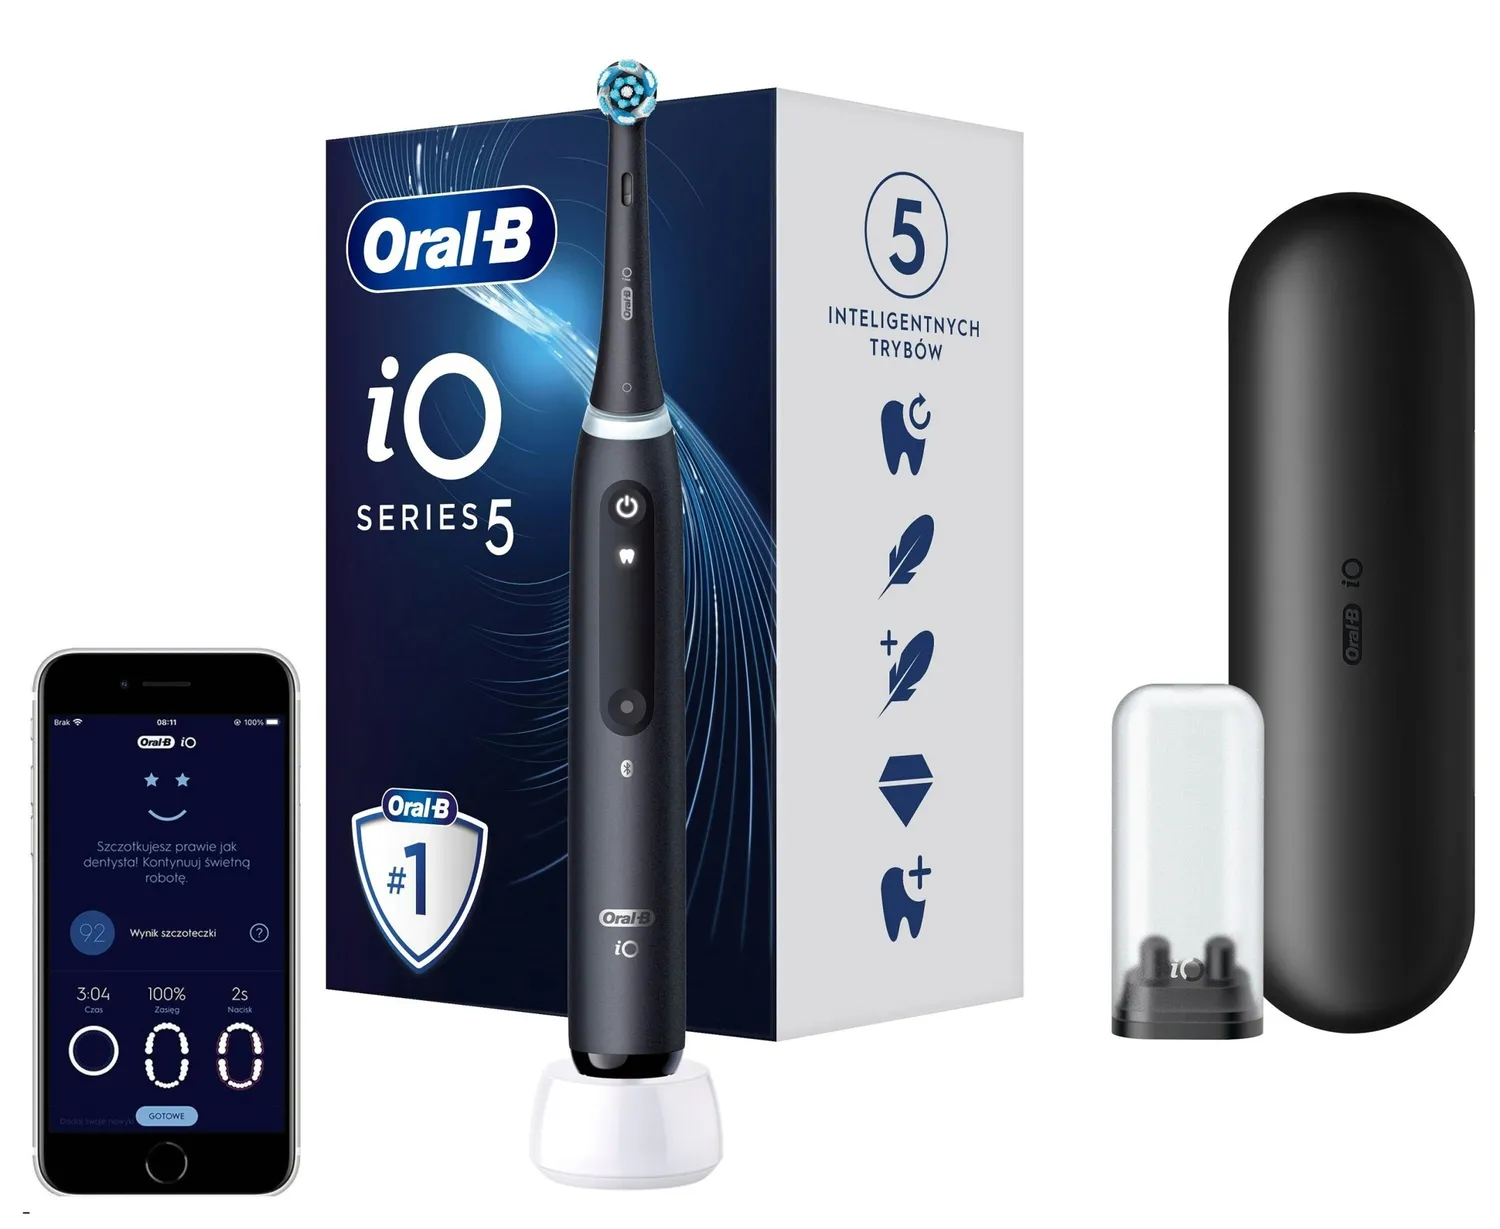 Oral-B
iO
SERIES 5
Oral-B
#1
Oral-B iO
Oral-B
iO
5
INTELIGENTNYCH
TRYBÓW
Brak 08:11 100%
Oral-B iO
Szczotkujesz prawie jak
dentysta! Kontynuuj świetną
robotę.
92 Wynik szczoteczki ?
3:04 100% 2s
Czas Zasięg Nacisk
GOTOWE
iO
Oral-B iO